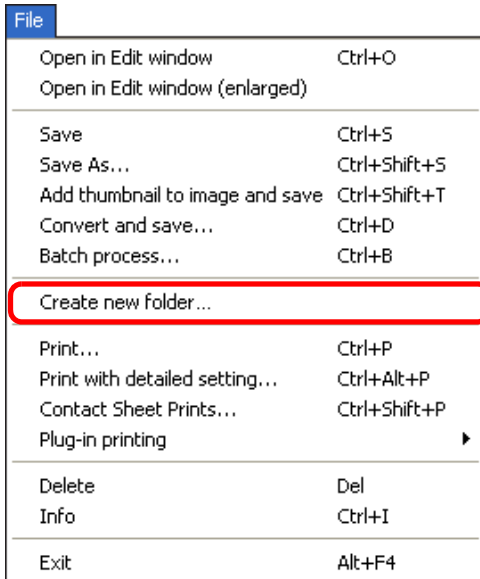 File
Open in Edit window Ctrl+O
Open in Edit window (enlarged)
Save Ctrl+S
Save As... Ctrl+Shift+S
Add thumbnail to image and save Ctrl+Shift+T
Convert and save... Ctrl+D
Batch process... Ctrl+B
Create new folder...
Print... Ctrl+P
Print with detailed setting... Ctrl+Alt+P
Contact Sheet Prints... Ctrl+Shift+P
Plug-in printing
Delete Del
Info Ctrl+I
Exit Alt+F4